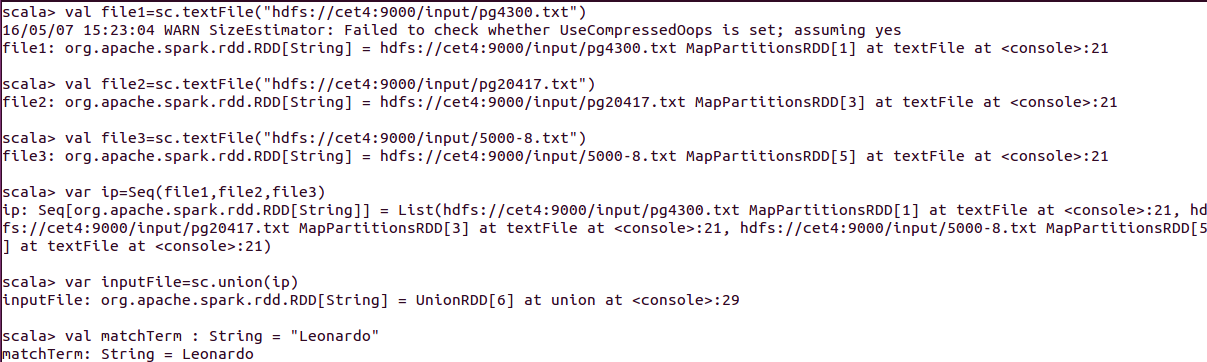 scala> val file1=sc.textFile("hdfs://cet4:9000/input/pg4300.txt")
16/05/07 15:23:04 WARN SizeEstimator: Failed to check whether UseCompressedOops is set; assuming yes
file1: org.apache.spark.rdd.RDD[String] = hdfs://cet4:9000/input/pg4300.txt MapPartitionsRDD[1] at textFile at <console>:21
scala> val file2=sc.textFile("hdfs://cet4:9000/input/pg20417.txt")
file2: org.apache.spark.rdd.RDD[String] = hdfs://cet4:9000/input/pg20417.txt MapPartitionsRDD[3] at textFile at <console>:21
scala> val file3=sc.textFile("hdfs://cet4:9000/input/5000-8.txt")
file3: org.apache.spark.rdd.RDD[String] = hdfs://cet4:9000/input/5000-8.txt MapPartitionsRDD[5] at textFile at <console>:21
scala> var ip=Seq(file1,file2,file3)
ip: Seq[org.apache.spark.rdd.RDD[String]] = List(hdfs://cet4:9000/input/pg4300.txt MapPartitionsRDD[1] at textFile at <console>:21, hd
fs://cet4:9000/input/pg20417.txt MapPartitionsRDD[3] at textFile at <console>:21, hdfs://cet4:9000/input/5000-8.txt MapPartitionsRDD[5
] at textFile at <console>:21)
scala> var inputFile=sc.union(ip)
inputFile: org.apache.spark.rdd.RDD[String] = UnionRDD[6] at union at <console>:29
scala> val matchTerm : String = "Leonardo"
matchTerm: String = Leonardo